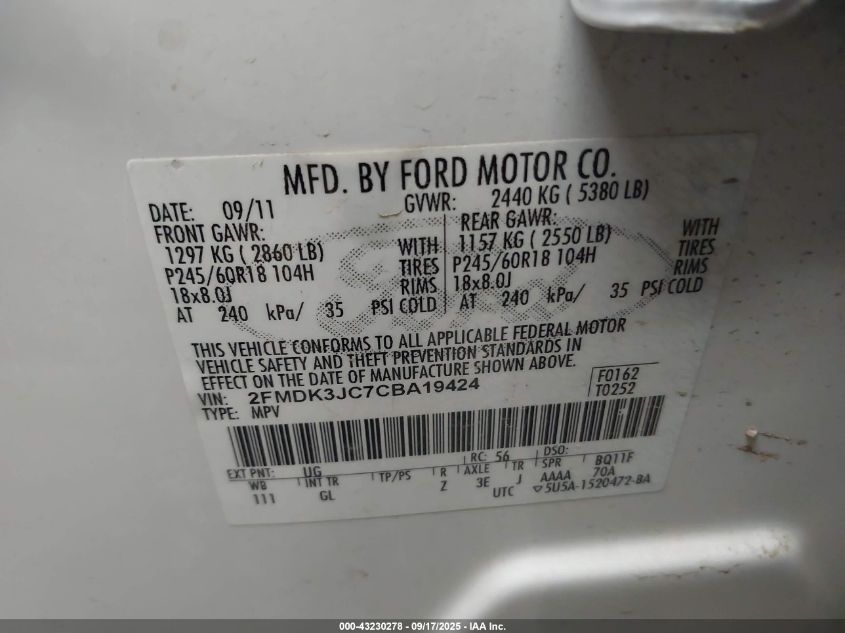 MFD. BY FORD MOTOR CO.
DATE: 09/11 GVWR: 2440 KG ( 5380 LB)
FRONT GAWR: REAR GAWR:
1297 KG ( 2860 LB) WITH 1157 KG ( 2550 LB) WITH
P245/60R18 104H TIRES P245/60R18 104H TIRES
18x8.0J RIMS 18x8.0J RIMS
AT 240 kPa/ 35 PSI COLD AT 240 kPa/ 35 PSI COLD
THIS VEHICLE CONFORMS TO ALL APPLICABLE FEDERAL MOTOR
VEHICLE SAFETY AND THEFT PREVENTION STANDARDS IN
EFFECT ON THE DATE OF MANUFACTURE SHOWN ABOVE.
VIN: 2FMDK3JC7CBA19424 F0162
TYPE: MPV T0252
EXT PNT: UG RC: 56 DSO: BQ11F
WB INT TR TP/PS R AXLE TR SPR 70A
111 GL Z 3E J AAAA
UTC ▽5U5A-1520472-BA
000-43230278 - 09/17/2025 - IAA, Inc.